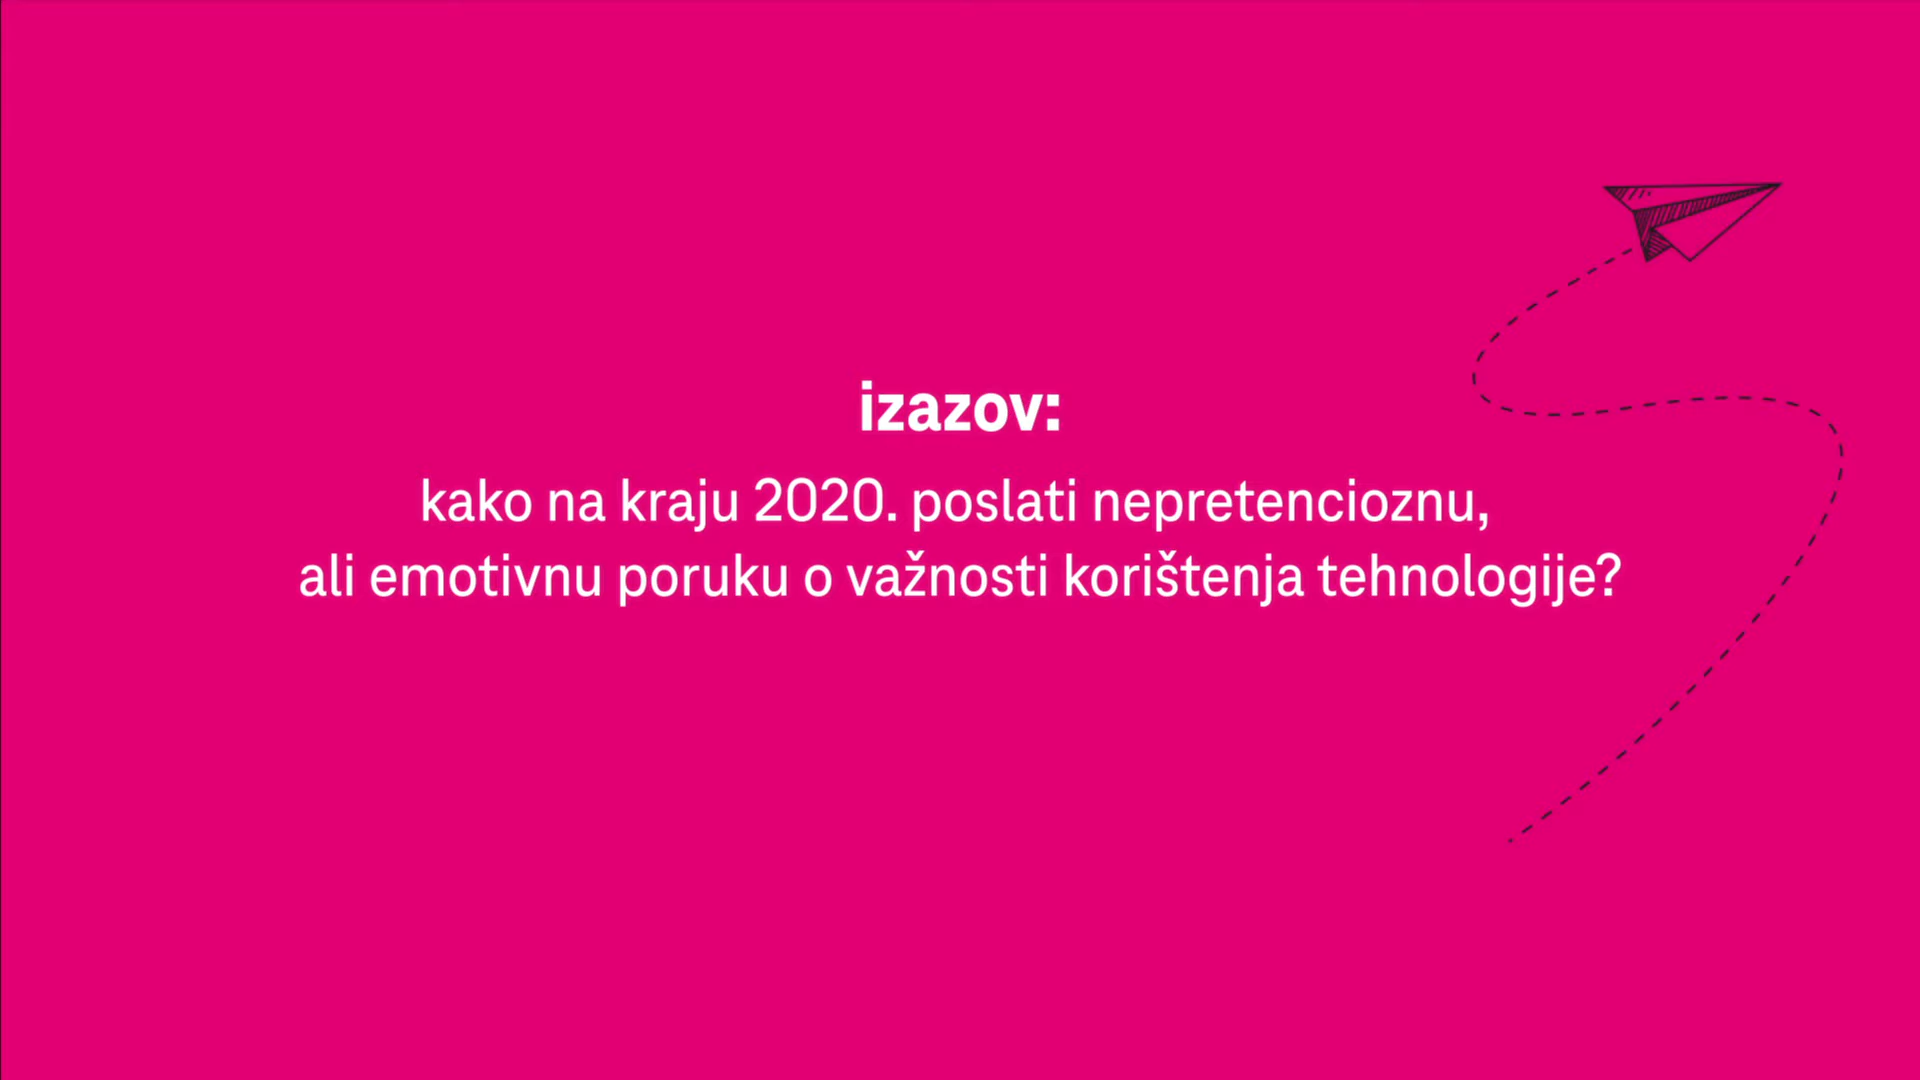 izazov:
kako na kraju 2020. poslati nepretencioznu,
ali emotivnu poruku o važnosti korištenja tehnologije?